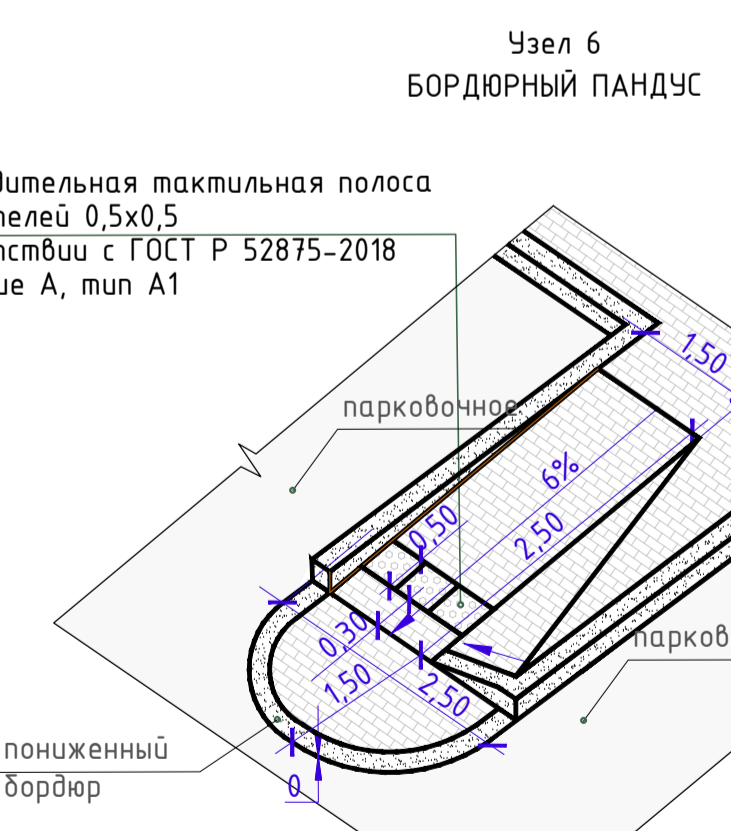 Узел 6
БОРДЮРНЫЙ ПАНДУС
дительная тактильная полоса
телей 0,5х0,5
тствии с ГОСТ Р 52875-2018
ие А, тип А1
1,50
парковочное
6%
0,50
2,50
0,30
парков
1,50
2,50
пониженный
бордюр
0